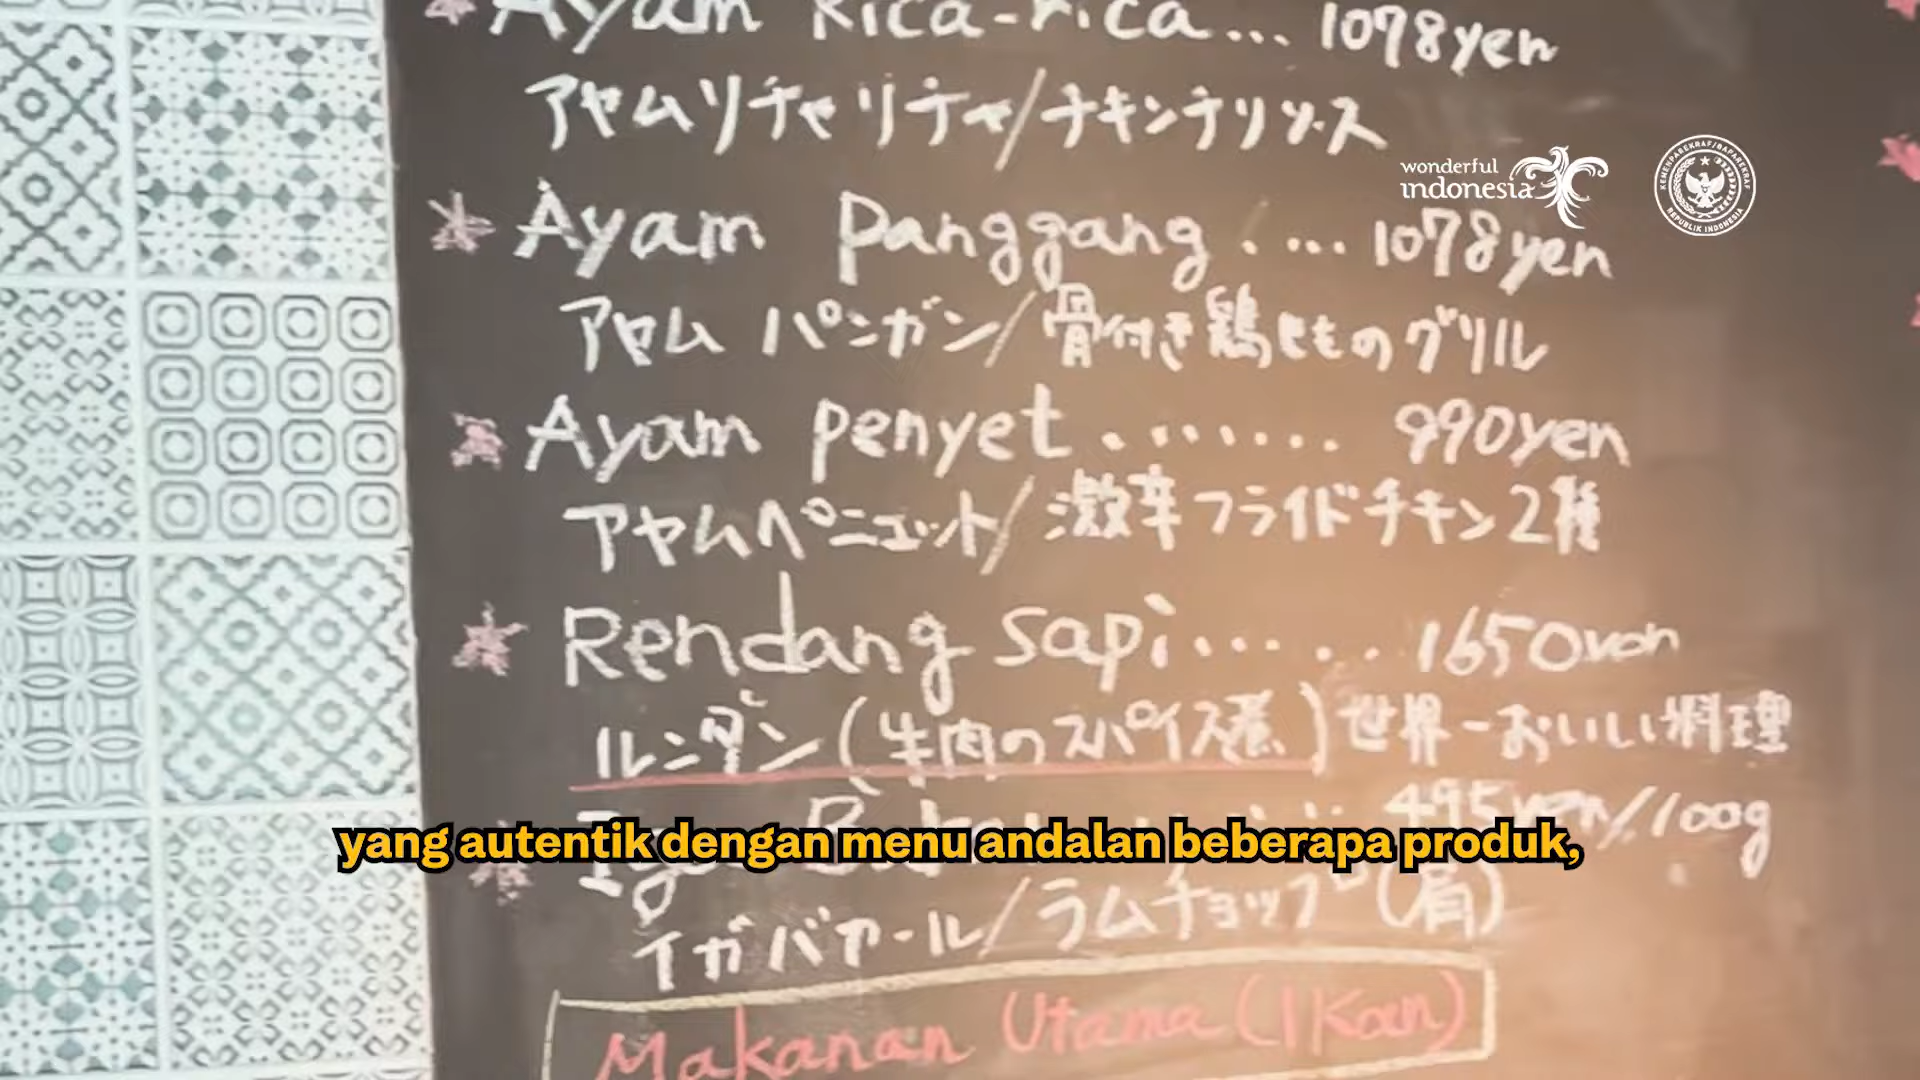 Ayam Rica-rica... 1078yen
アヤムリチャリチャ/チキンチリソース
wonderful indonesia
KEMENPAREKRAF/BAPAREKRAF
REPUBLIK INDONESIA
Ayam Panggang.... 1078yen
アヤム パンガン/骨付き鶏もものグリル
Ayam penyet........ 990yen
アヤムペニェット/激辛フライドチキン2種
Rendang sapi...... 1650yen
ルンダン(牛肉のスパイス煮)世界一おいしい料理
495yen/100g
yang autentik dengan menu andalan beberapa produk,
イガバアール/ラムチョップ(肩)
Makanan Utama (Ikan)